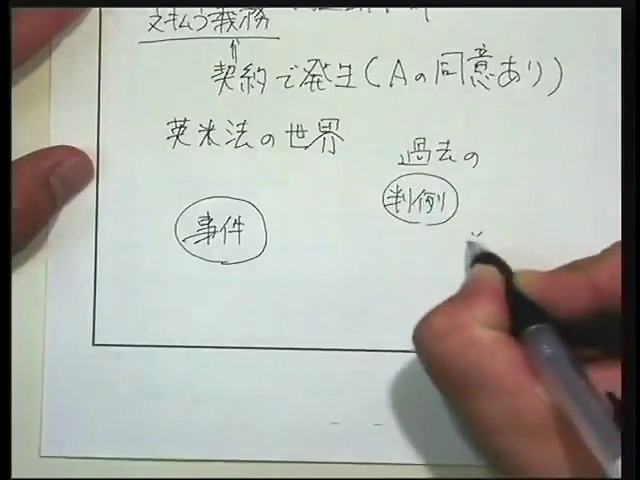 支払う義務
契約で発生(Aの同意あり)
英米法の世界
過去の
判例
事件